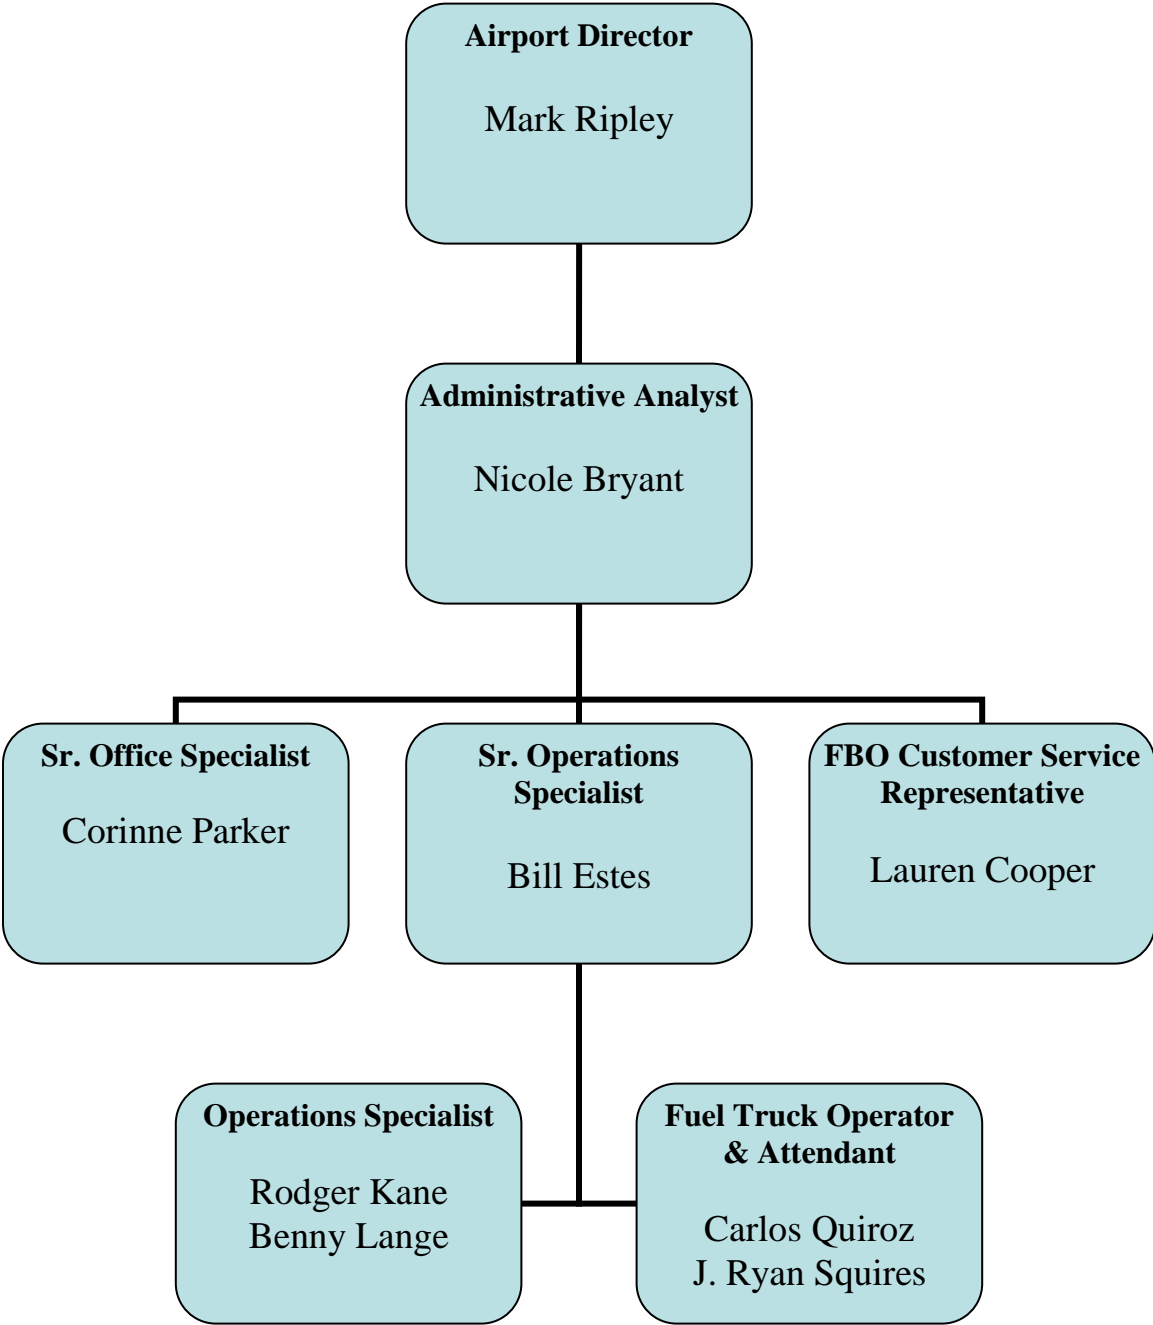 Airport Director
Mark Ripley
Administrative Analyst
Nicole Bryant
Sr. Office Specialist
Corinne Parker
Sr. Operations
Specialist
Bill Estes
FBO Customer Service
Representative
Lauren Cooper
Operations Specialist
Rodger Kane
Benny Lange
Fuel Truck Operator
& Attendant
Carlos Quiroz
J. Ryan Squires